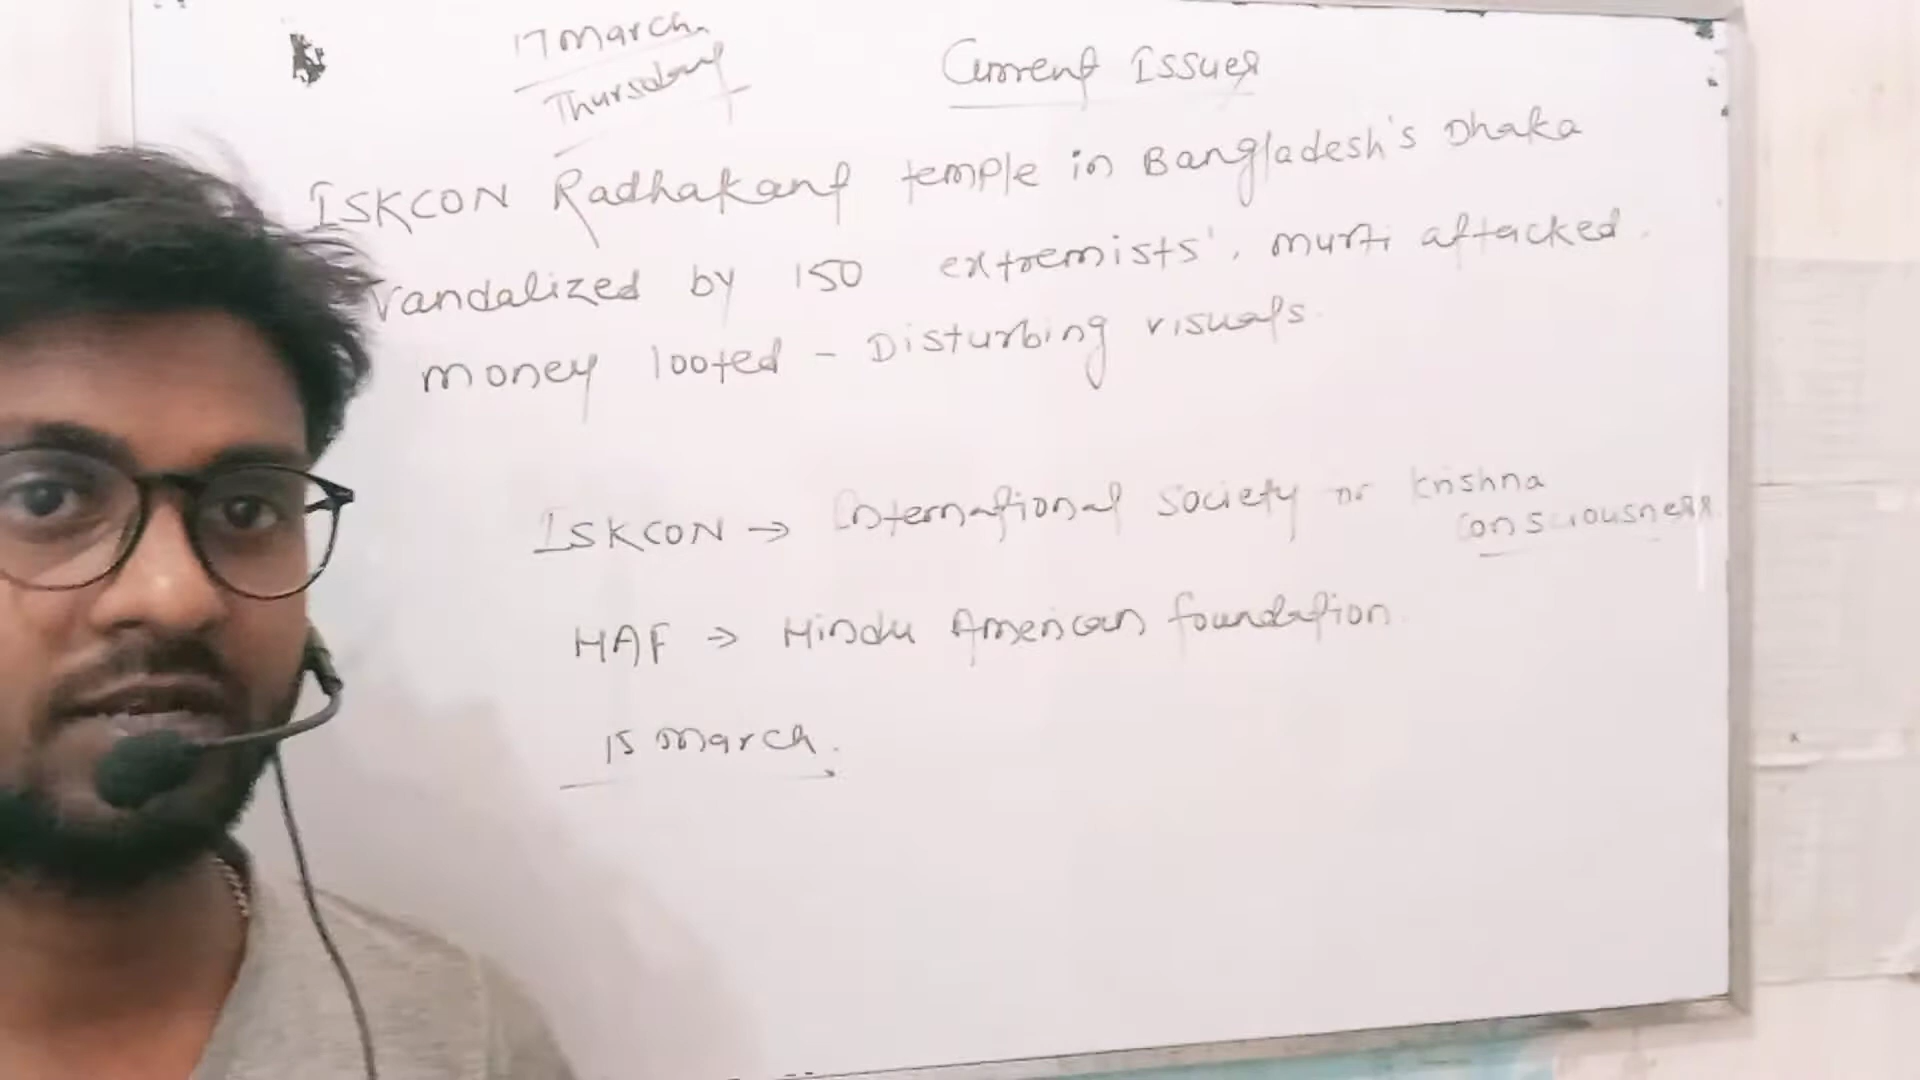 17 March.
Thursday
Current Issues
ISKCON Radhakant temple in Bangladesh's Dhaka
vandalized by 150 extremists', murti attacked.
money looted - Disturbing visuals.
ISKCON → International society or Krishna
consciousness
HAF → Hindu American foundation.
15 March.